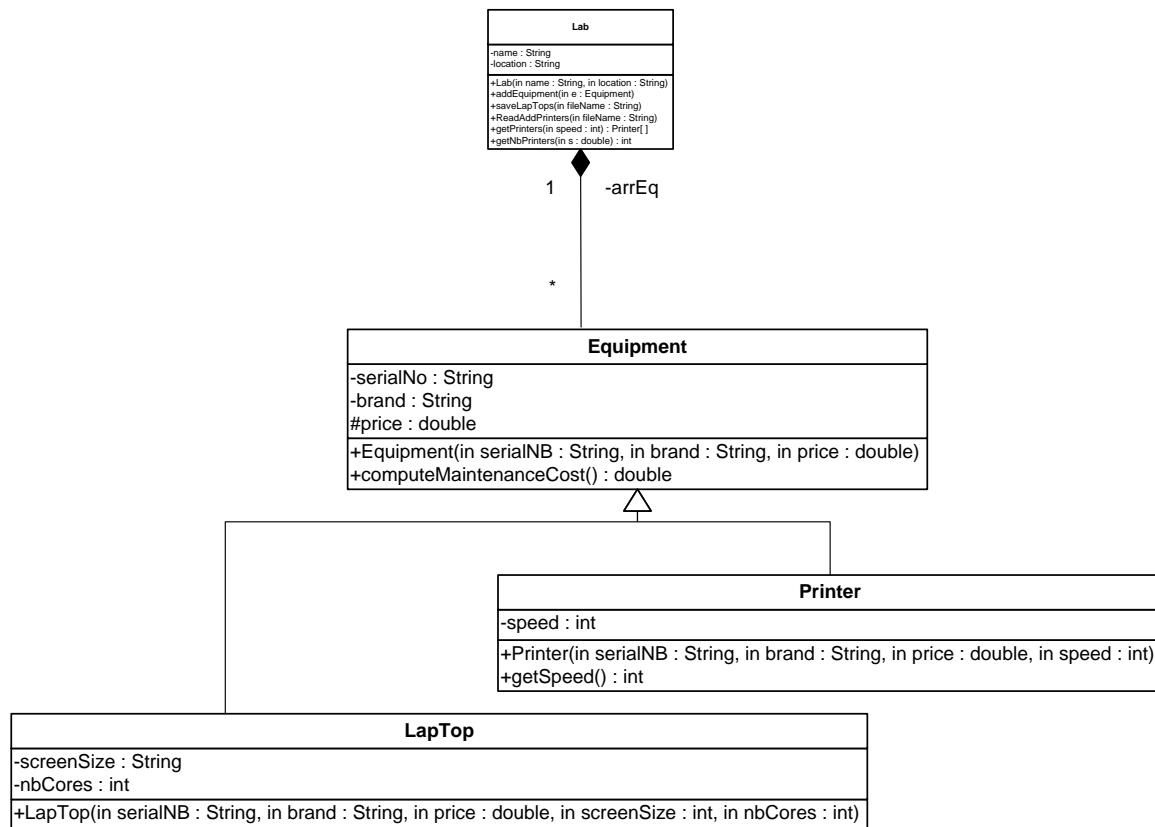 Lab
-name : String
-location : String
+Lab(in name : String, in location : String)
+addEquipment(in e : Equipment)
+saveLapTops(in fileName : String)
+ReadAddPrinters(in fileName : String)
+getPrinters(in speed : int) : Printer[ ]
+getNbPrinters(in s : double) : int
1
-arrEq
*
Equipment
-serialNo : String
-brand : String
#price : double
+Equipment(in serialNB : String, in brand : String, in price : double)
+computeMaintenanceCost() : double
Printer
-speed : int
+Printer(in serialNB : String, in brand : String, in price : double, in speed : int)
+getSpeed() : int
LapTop
-screenSize : String
-nbCores : int
+LapTop(in serialNB : String, in brand : String, in price : double, in screenSize : int, in nbCores : int)